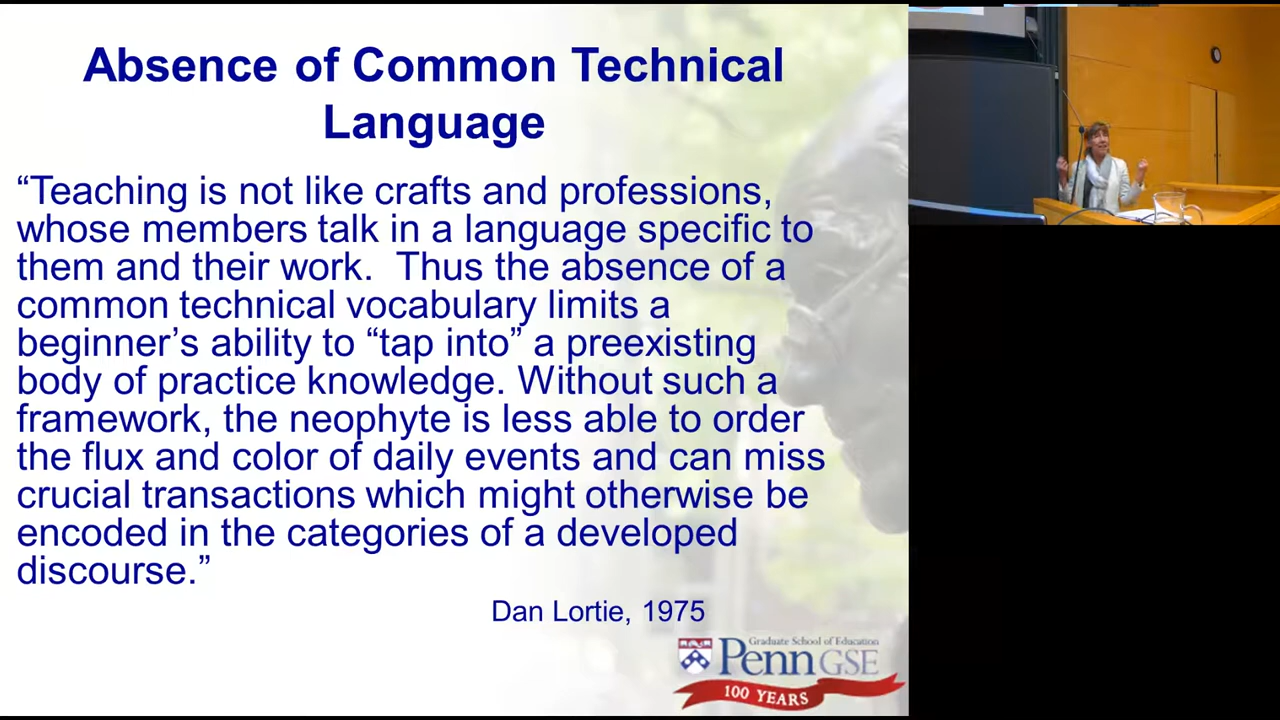 Absence of Common Technical
Language
“Teaching is not like crafts and professions,
whose members talk in a language specific to
them and their work.  Thus the absence of a
common technical vocabulary limits a
beginner’s ability to “tap into” a preexisting
body of practice knowledge. Without such a
framework, the neophyte is less able to order
the flux and color of daily events and can miss
crucial transactions which might otherwise be
encoded in the categories of a developed
discourse.”
Dan Lortie, 1975
Graduate School of Education
Penn GSE
100 YEARS